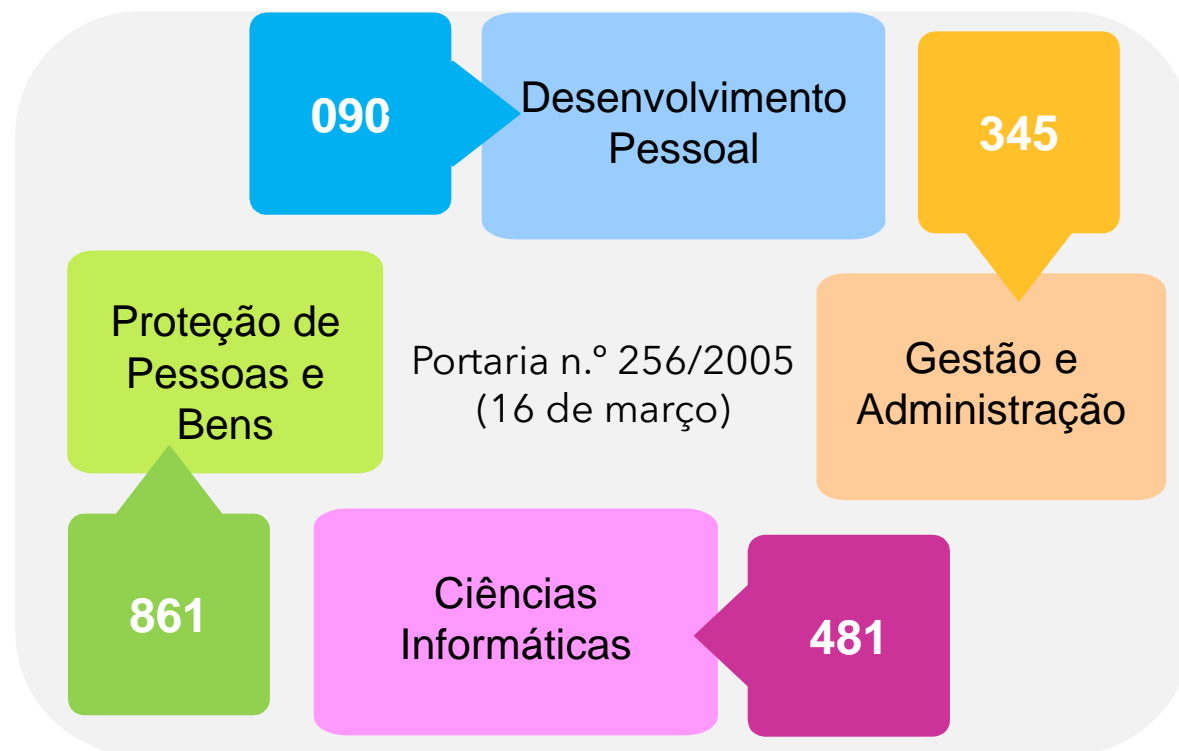 090
Desenvolvimento
Pessoal
345
Proteção de
Pessoas e
Bens
Portaria n.º 256/2005
(16 de março)
Gestão e
Administração
861
Ciências
Informáticas
481